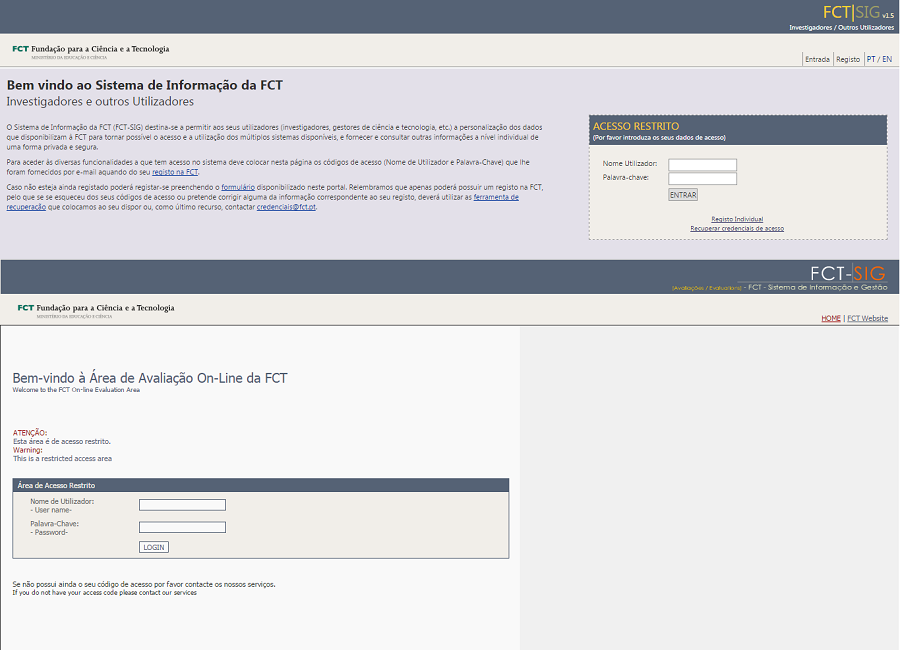 FCT|SIG v1.5
Investigadores / Outros Utilizadores
FCT Fundação para a Ciência e a Tecnologia
MINISTÉRIO DA EDUCAÇÃO E CIÊNCIA
Entrada | Registo | PT / EN
Bem vindo ao Sistema de Informação da FCT
Investigadores e outros Utilizadores
O Sistema de Informação da FCT (FCT-SIG) destina-se a permitir aos seus utilizadores (investigadores, gestores de ciência e tecnologia, etc.) a personalização dos dados
que disponibilizam à FCT para tornar possível o acesso e a utilização dos múltiplos sistemas disponíveis, e fornecer e consultar outras informações a nível individual de
uma forma privada e segura.
Para aceder às diversas funcionalidades a que tem acesso no sistema deve colocar nesta página os códigos de acesso (Nome de Utilizador e Palavra-Chave) que lhe
foram fornecidos por e-mail aquando do seu registo na FCT.
Caso não esteja ainda registado poderá registar-se preenchendo o formulário disponibilizado neste portal. Relembramos que apenas poderá possuir um registo na FCT,
pelo que se se esqueceu dos seus códigos de acesso ou pretende corrigir alguma da informação correspondente ao seu registo, deverá utilizar as ferramenta de
recuperação que colocamos ao seu dispor ou, como último recurso, contactar credenciais@fct.pt.
ACESSO RESTRITO
(Por favor introduza os seus dados de acesso)
Nome Utilizador:
Palavra-chave:
ENTRAR
Registo Individual
Recuperar credenciais de acesso
FCT-SIG
(Avaliações / Evaluations) - FCT - Sistema de Informação e Gestão
FCT Fundação para a Ciência e a Tecnologia
MINISTÉRIO DA EDUCAÇÃO E CIÊNCIA
HOME | FCT Website
Bem-vindo à Área de Avaliação On-Line da FCT
Welcome to the FCT On-line Evaluation Area
ATENÇÃO:
Esta área é de acesso restrito.
Warning:
This is a restricted access area
Área de Acesso Restrito
Nome de Utilizador:
- User name-
Palavra-Chave:
- Password-
LOGIN
Se não possui ainda o seu código de acesso por favor contacte os nossos serviços.
If you do not have your access code please contact our services